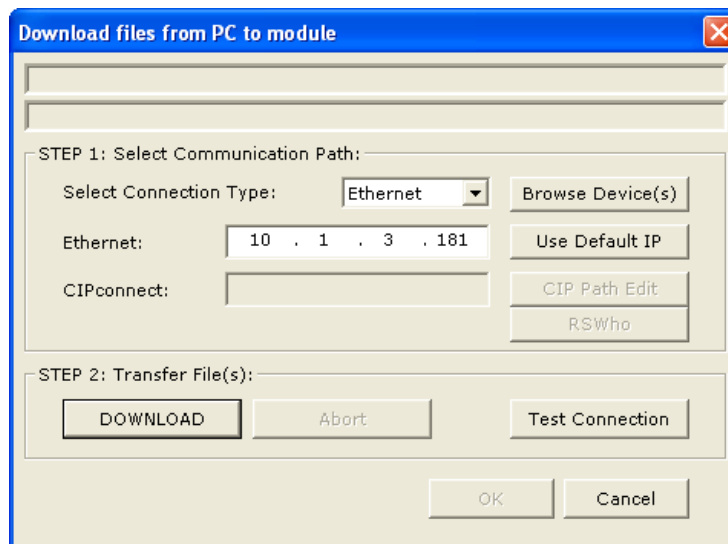 Download files from PC to module
STEP 1: Select Communication Path:
Select Connection Type: Ethernet Browse Device(s)
Ethernet: 10 . 1 . 3 . 181 Use Default IP
CIPconnect: CIP Path Edit
RSWho
STEP 2: Transfer File(s):
DOWNLOAD Abort Test Connection
OK Cancel